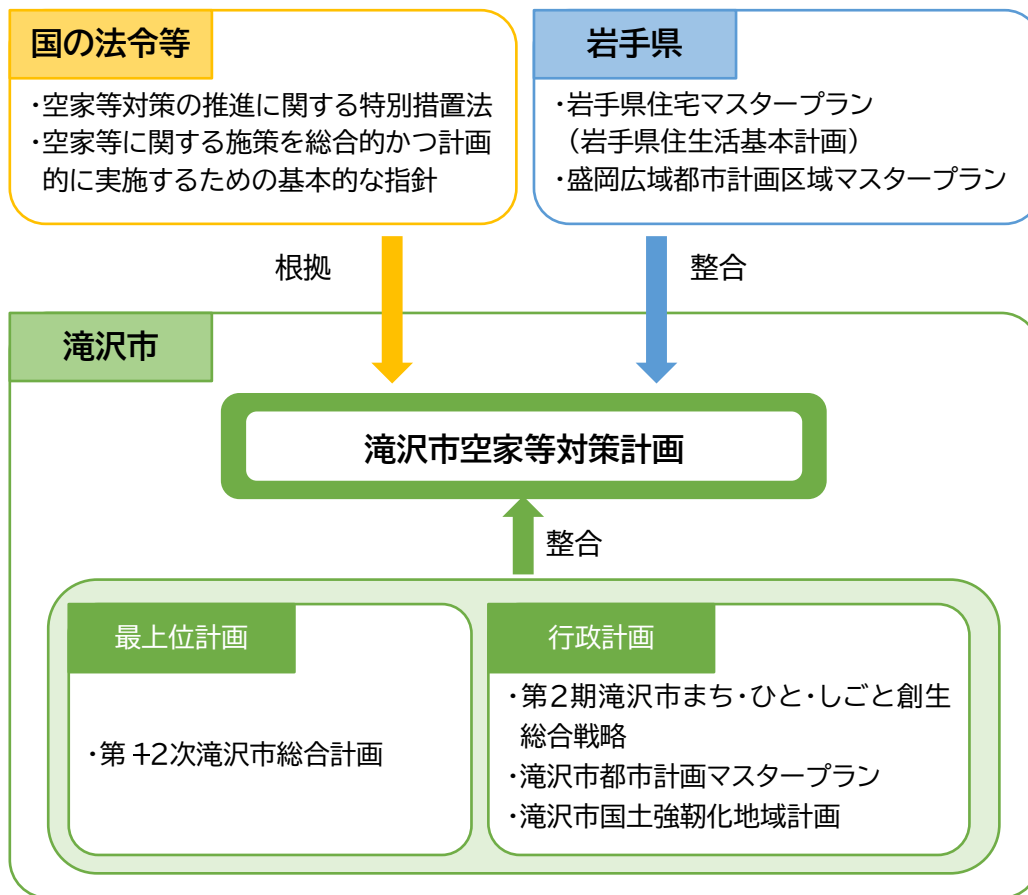 国の法令等
・空家等対策の推進に関する特別措置法
・空家等に関する施策を総合的かつ計画
的に実施するための基本的な指針
岩手県
・岩手県住宅マスタープラン
(岩手県住生活基本計画)
・盛岡広域都市計画区域マスタープラン
根拠
整合
滝沢市
滝沢市空家等対策計画
整合
最上位計画
・第12次滝沢市総合計画
行政計画
・第2期滝沢市まち・ひと・しごと創生
総合戦略
・滝沢市都市計画マスタープラン
・滝沢市国土強靭化地域計画